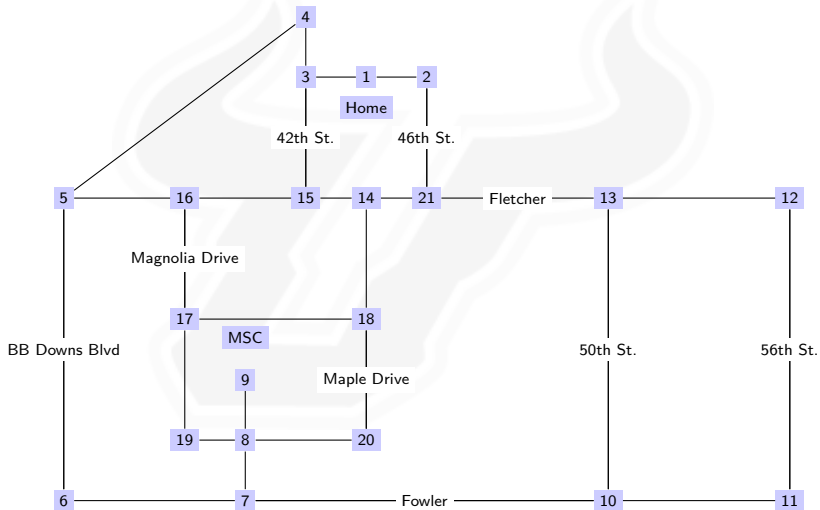 4
3 1 2
Home
42th St. 46th St.
5 16 15 14 21 Fletcher 13 12
Magnolia Drive
17 18
MSC
BB Downs Blvd 50th St. 56th St.
9 Maple Drive
19 8 20
6 7 Fowler 10 11